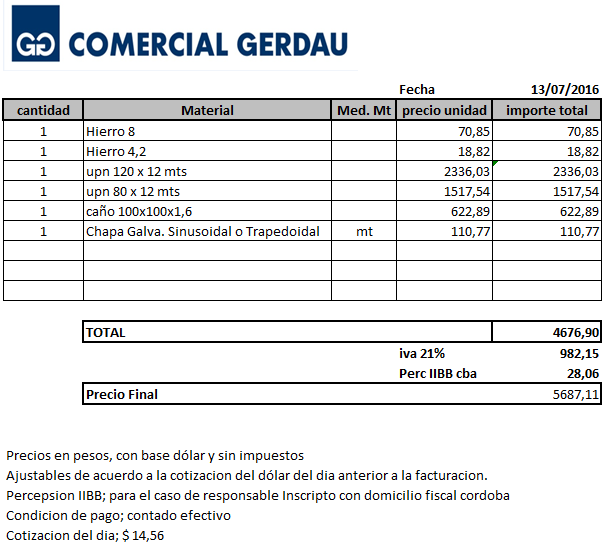 GG COMERCIAL GERDAU
Fecha 13/07/2016
cantidad Material Med. Mt precio unidad importe total
1 Hierro 8 70,85 70,85
1 Hierro 4,2 18,82 18,82
1 upn 120 x 12 mts 2336,03 2336,03
1 upn 80 x 12 mts 1517,54 1517,54
1 caño 100x100x1,6 622,89 622,89
1 Chapa Galva. Sinusoidal o Trapedoidal mt 110,77 110,77
TOTAL 4676,90
iva 21% 982,15
Perc IIBB cba 28,06
Precio Final 5687,11
Precios en pesos, con base dólar y sin impuestos
Ajustables de acuerdo a la cotizacion del dólar del dia anterior a la facturacion.
Percepsion IIBB; para el caso de responsable Inscripto con domicilio fiscal cordoba
Condicion de pago; contado efectivo
Cotizacion del dia; $ 14,56